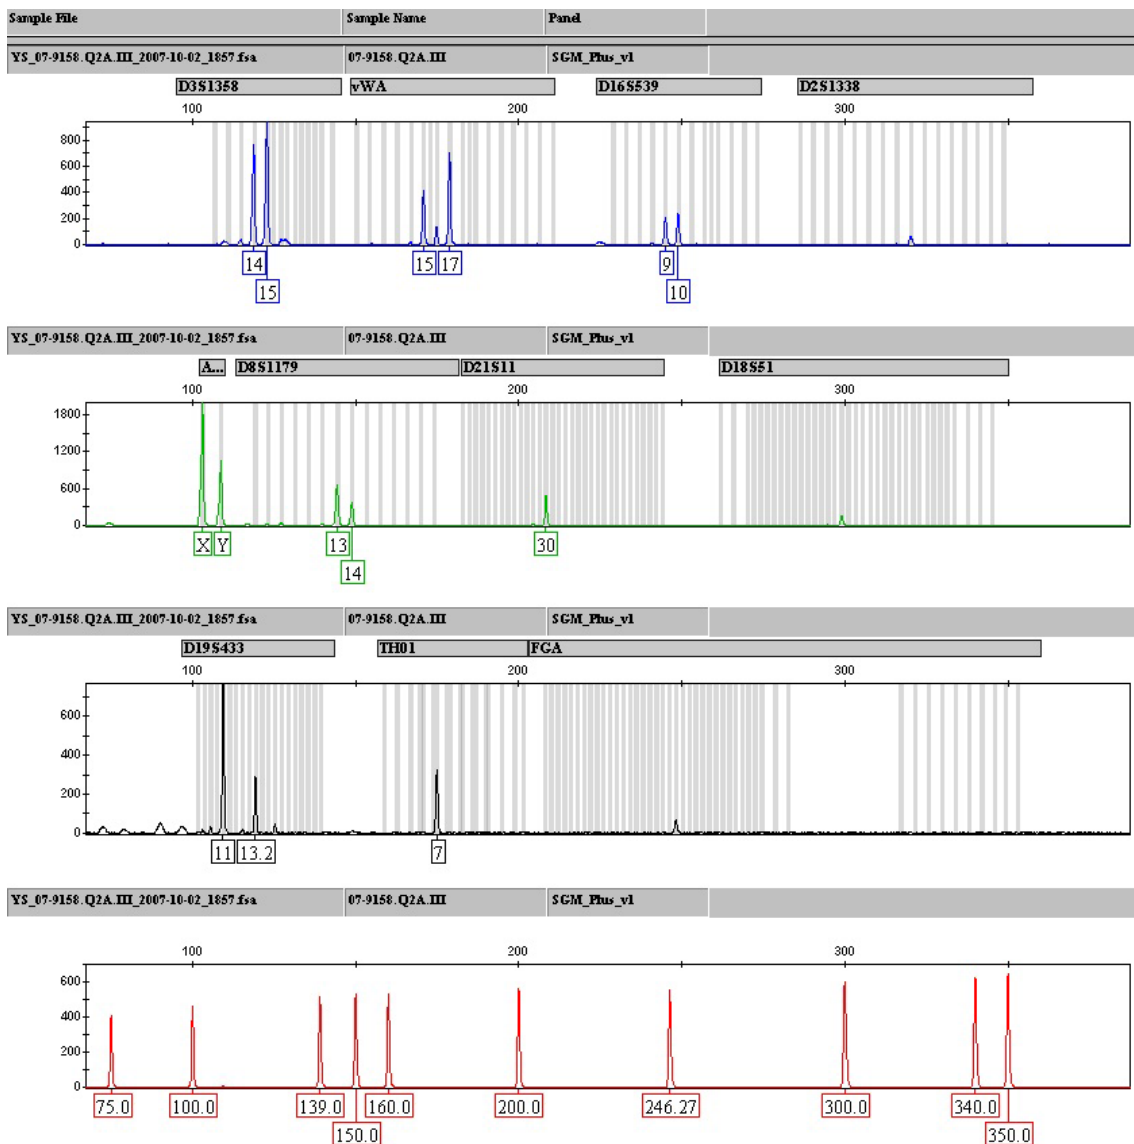 Sample File Sample Name Panel
YS_07-9158.Q2A.III_2007-10-02_1857.fsa 07-9158.Q2A.III SGM_Plus_v1
D3S1358 vWA D16S539 D2S1338
100 200 300
800
600
400
200
0
14 15 17 9
15 10
YS_07-9158.Q2A.III_2007-10-02_1857.fsa 07-9158.Q2A.III SGM_Plus_v1
A... D8S1179 D21S11 D18S51
100 200 300
1800
1200
600
0
X Y 13 30
14
YS_07-9158.Q2A.III_2007-10-02_1857.fsa 07-9158.Q2A.III SGM_Plus_v1
D19S433 TH01 FGA
100 200 300
600
400
200
0
11 13.2 7
YS_07-9158.Q2A.III_2007-10-02_1857.fsa 07-9158.Q2A.III SGM_Plus_v1
100 200 300
600
400
200
0
75.0 100.0 139.0 160.0 200.0 246.27 300.0 340.0
150.0 350.0